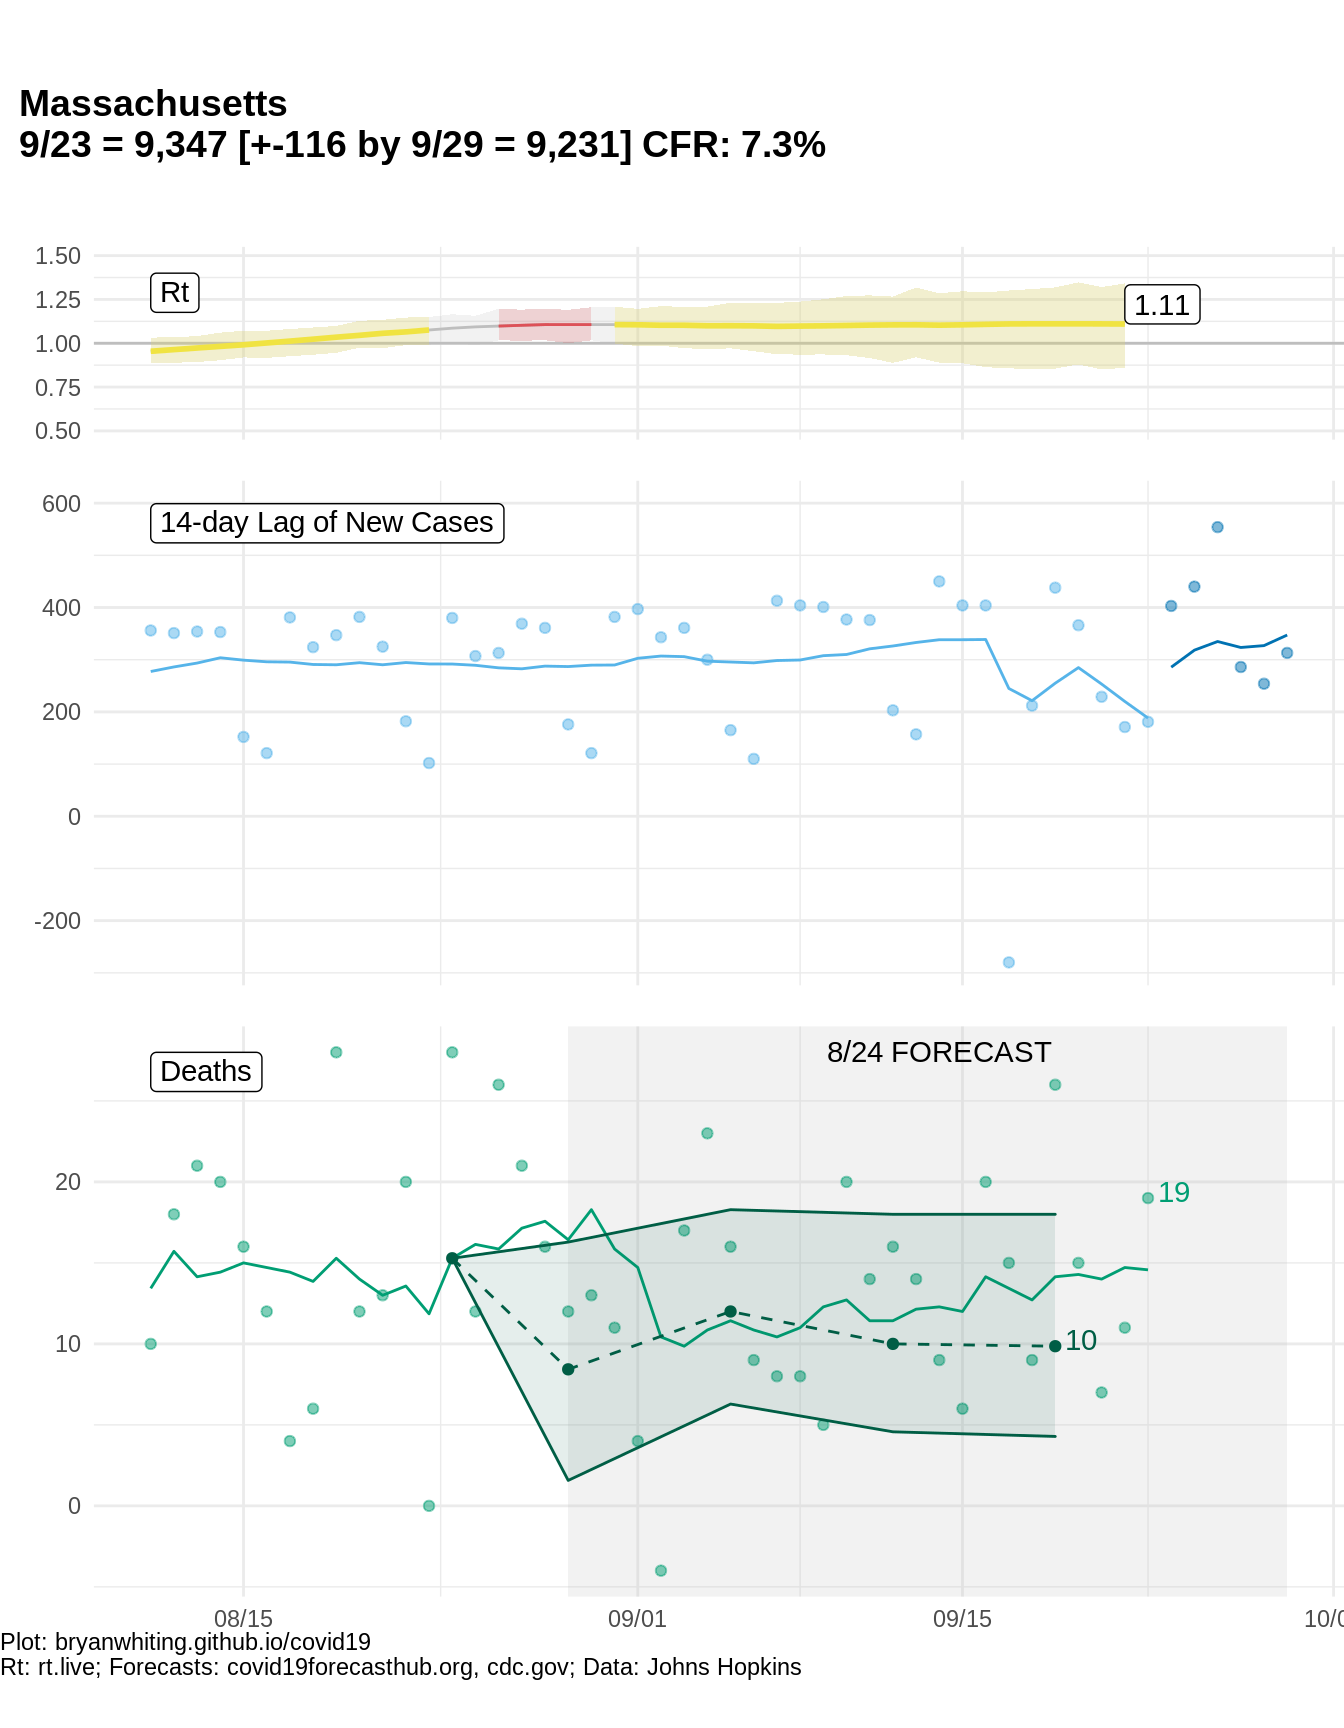 Massachusetts
9/23 = 9,347 [+-116 by 9/29 = 9,231] CFR: 7.3%
1.50
1.25
1.00
0.75
0.50
Rt
1.11
600
400
200
0
-200
14-day Lag of New Cases
20
10
0
Deaths
8/24 FORECAST
19
10
08/15
09/01
09/15
10/0
Plot: bryanwhiting.github.io/covid19
Rt: rt.live; Forecasts: covid19forecasthub.org, cdc.gov; Data: Johns Hopkins